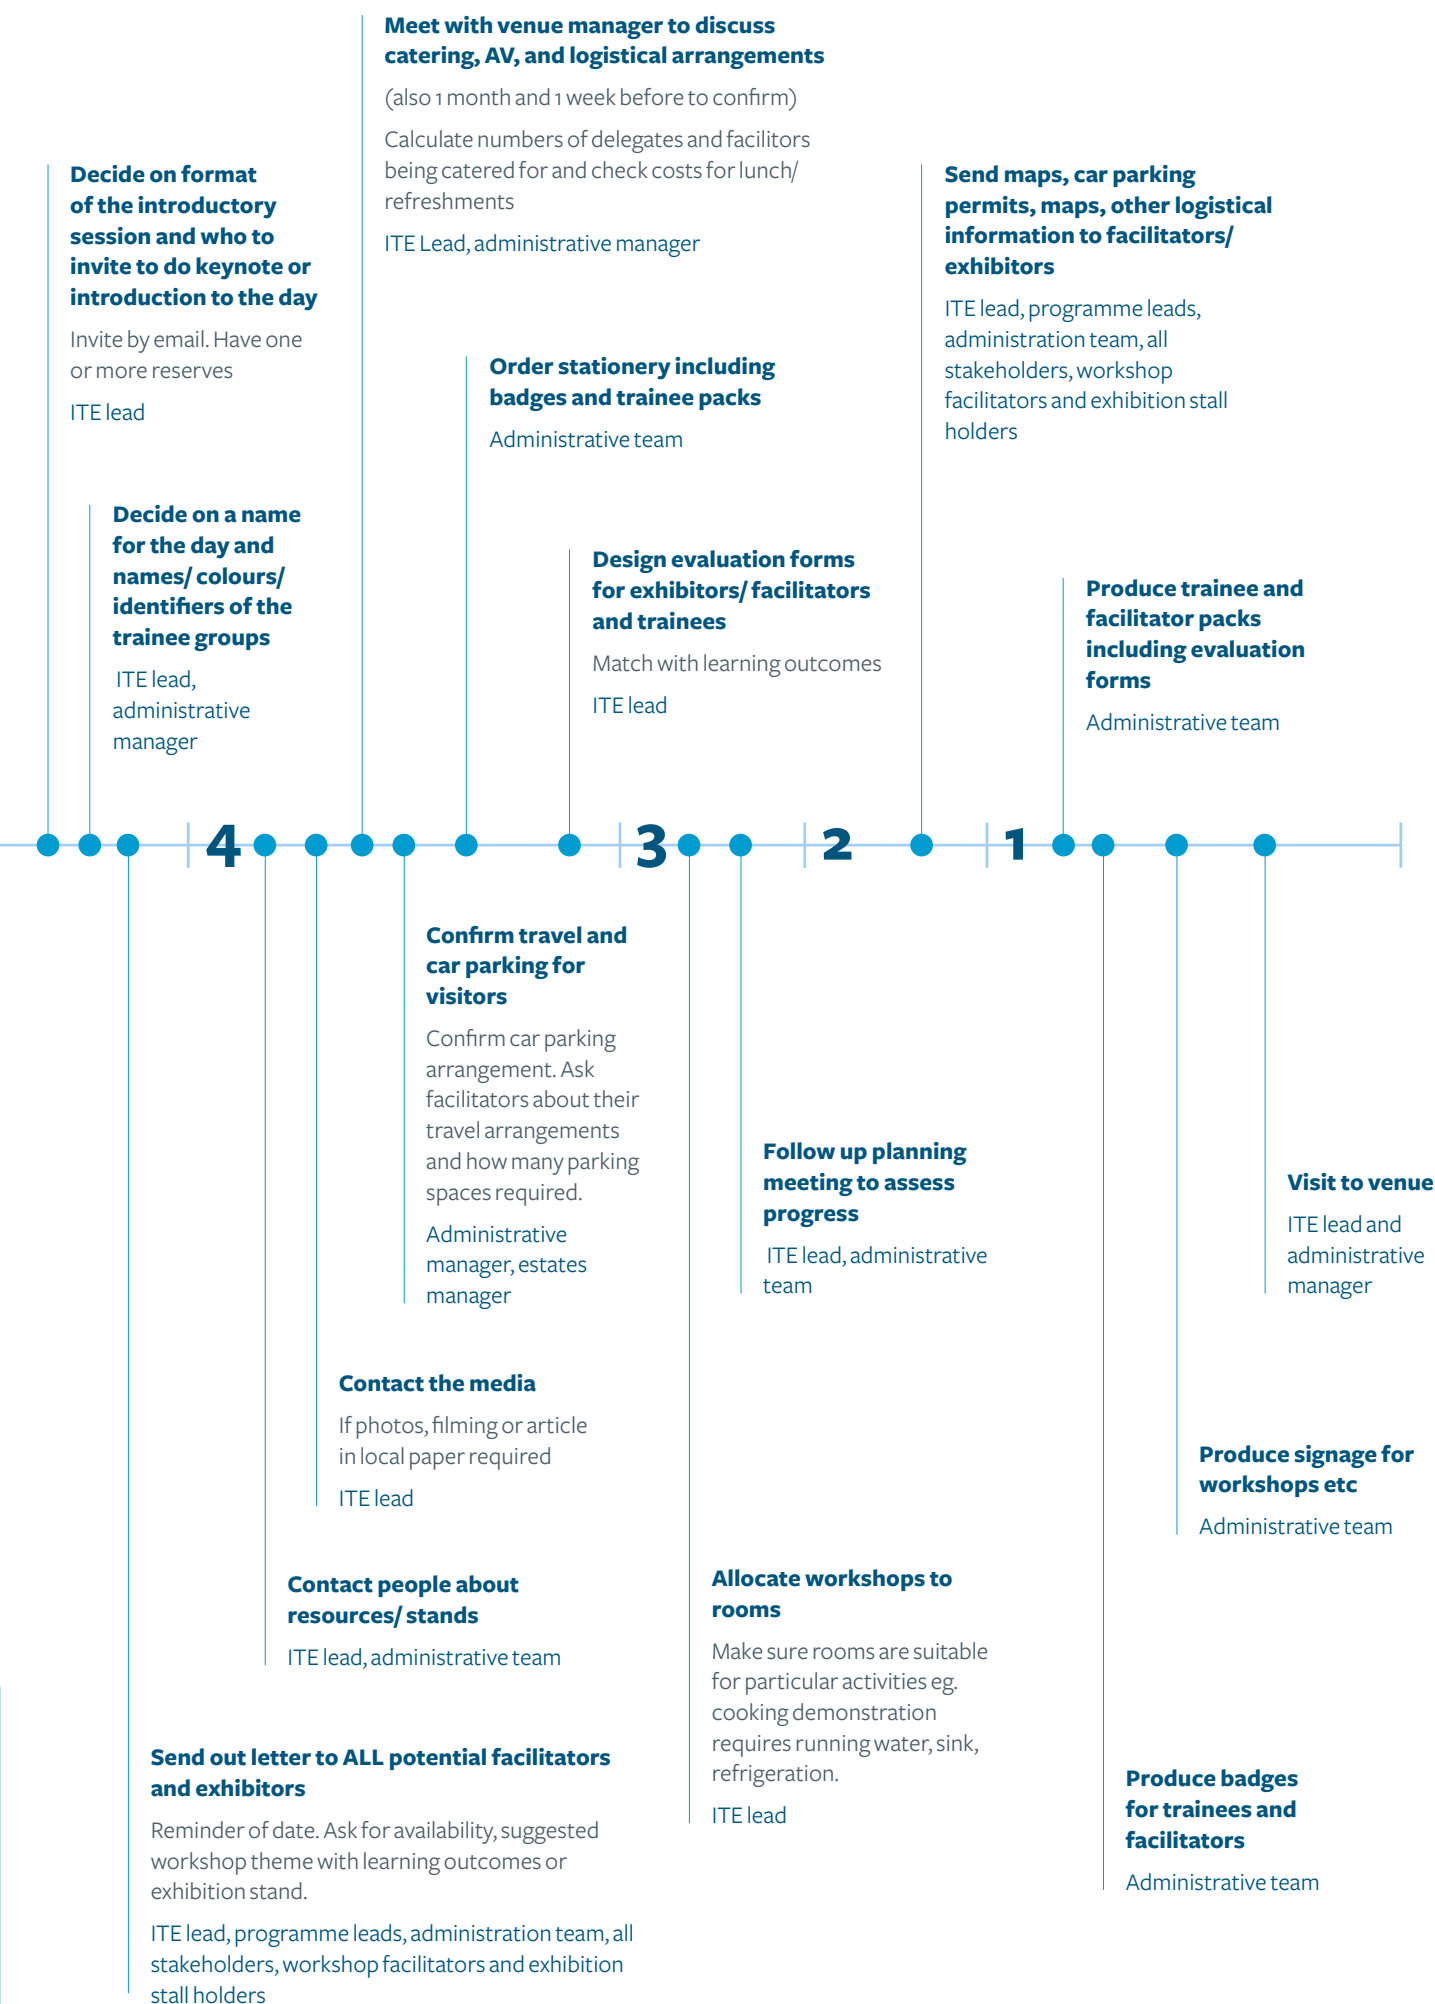 Meet with venue manager to discuss
catering, AV, and logistical arrangements
(also 1 month and 1 week before to confirm)
Calculate numbers of delegates and facilitors
being catered for and check costs for lunch/
refreshments
ITE Lead, administrative manager
Decide on format
of the introductory
session and who to
invite to do keynote or
introduction to the day
Invite by email. Have one
or more reserves
ITE lead
Send maps, car parking
permits, maps, other logistical
information to facilitators/
exhibitors
ITE lead, programme leads,
administration team, all
stakeholders, workshop
facilitators and exhibition stall
holders
Order stationery including
badges and trainee packs
Administrative team
Decide on a name
for the day and
names/ colours/
identifiers of the
trainee groups
ITE lead,
administrative
manager
Design evaluation forms
for exhibitors/ facilitators
and trainees
Match with learning outcomes
ITE lead
Produce trainee and
facilitator packs
including evaluation
forms
Administrative team
4
3
2
1
Confirm travel and
car parking for
visitors
Confirm car parking
arrangement. Ask
facilitators about their
travel arrangements
and how many parking
spaces required.
Administrative
manager, estates
manager
Follow up planning
meeting to assess
progress
ITE lead, administrative
team
Visit to venue
ITE lead and
administrative
manager
Contact the media
If photos, filming or article
in local paper required
ITE lead
Produce signage for
workshops etc
Administrative team
Contact people about
resources/ stands
ITE lead, administrative team
Allocate workshops to
rooms
Make sure rooms are suitable
for particular activities eg.
cooking demonstration
requires running water, sink,
refrigeration.
ITE lead
Send out letter to ALL potential facilitators
and exhibitors
Reminder of date. Ask for availability, suggested
workshop theme with learning outcomes or
exhibition stand.
ITE lead, programme leads, administration team, all
stakeholders, workshop facilitators and exhibition
stall holders
Produce badges
for trainees and
facilitators
Administrative team